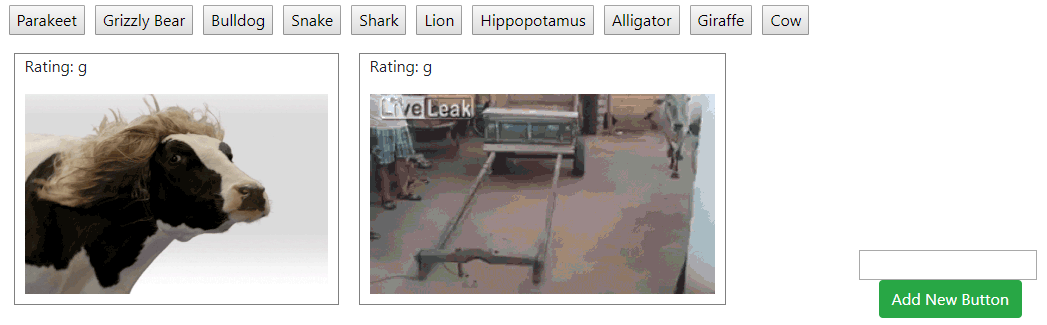 Parakeet Grizzly Bear Bulldog Snake Shark Lion Hippopotamus Alligator Giraffe Cow
Rating: g Rating: g
LiveLeak
Add New Button